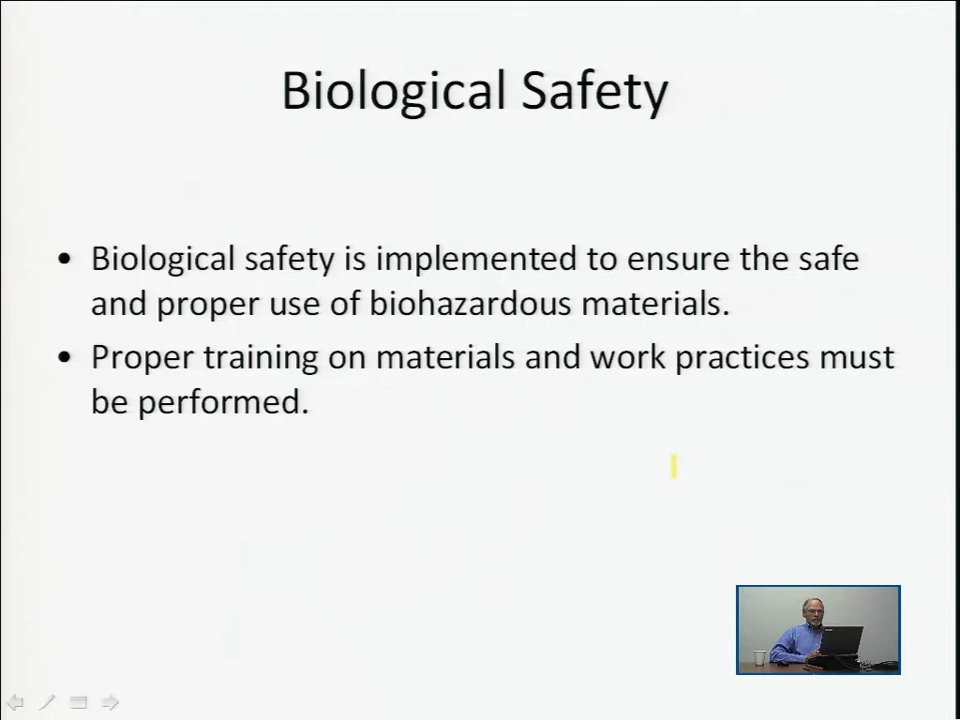 Biological Safety
• Biological safety is implemented to ensure the safe
and proper use of biohazardous materials.
• Proper training on materials and work practices must
be performed.